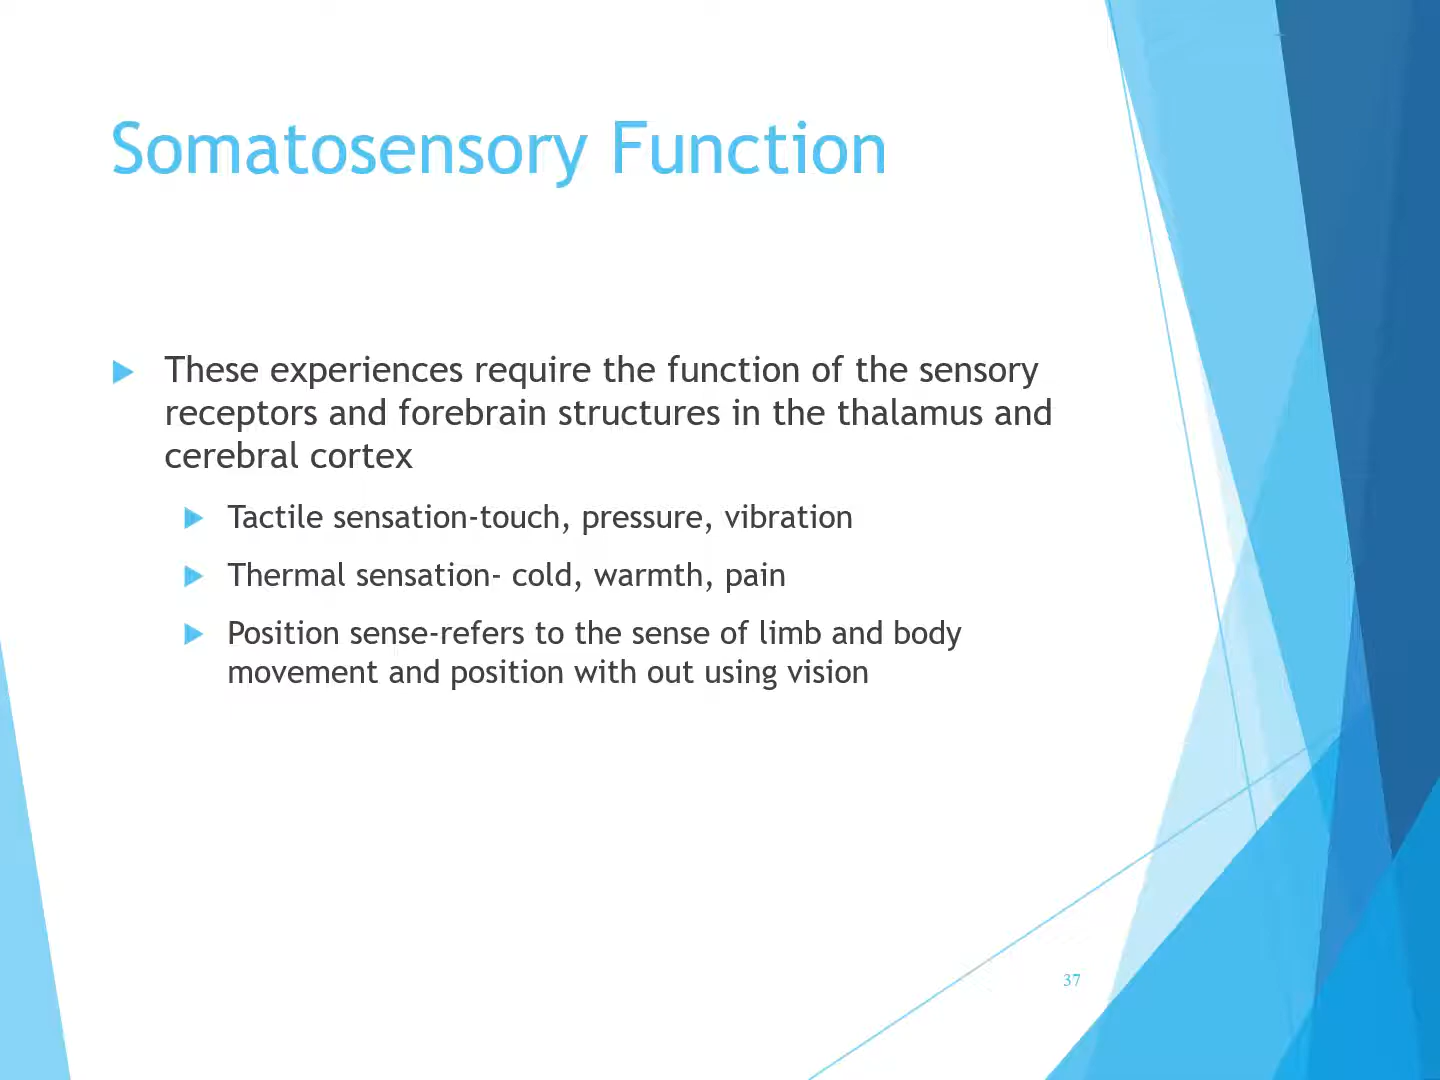 Somatosensory Function
These experiences require the function of the sensory
receptors and forebrain structures in the thalamus and
cerebral cortex
Tactile sensation-touch, pressure, vibration
Thermal sensation- cold, warmth, pain
Position sense-refers to the sense of limb and body
movement and position with out using vision
37